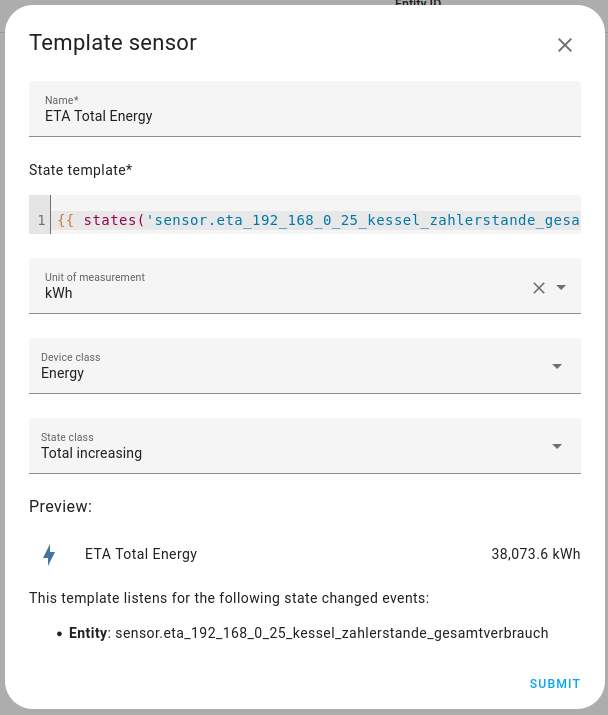 Entity ID
Template sensor
Name*
ETA Total Energy
State template*
1 {{ states('sensor.eta_192_168_0_25_kessel_zahlerstande_gesa
Unit of measurement
kWh
Device class
Energy
State class
Total increasing
Preview:
ETA Total Energy 38,073.6 kWh
This template listens for the following state changed events:
• Entity: sensor.eta_192_168_0_25_kessel_zahlerstande_gesamtverbrauch
SUBMIT